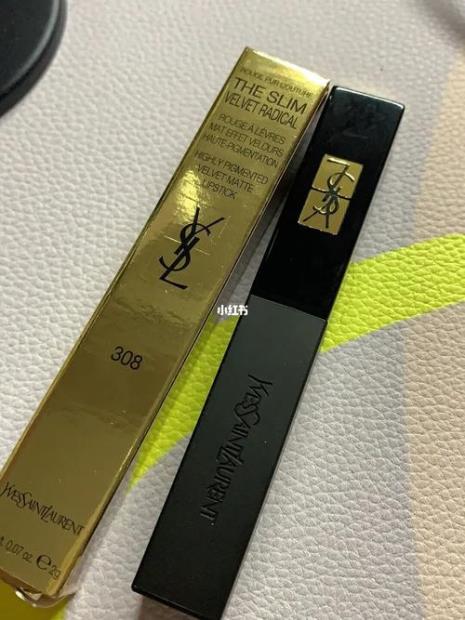 ROUGE PUR COUTURE
THE SLIM
VELVET RADICAL
ROUGE À LÈVRES
MAT EFFET VELOURS
HAUTE-PIGMENTATION
HIGHLY PIGMENTED
VELVET MATTE
LIPSTICK
YSL
308
YVESSAINTLAURENT
0.07 oz. e 2g
YSL
YVESSAINTLAURENT
小红书